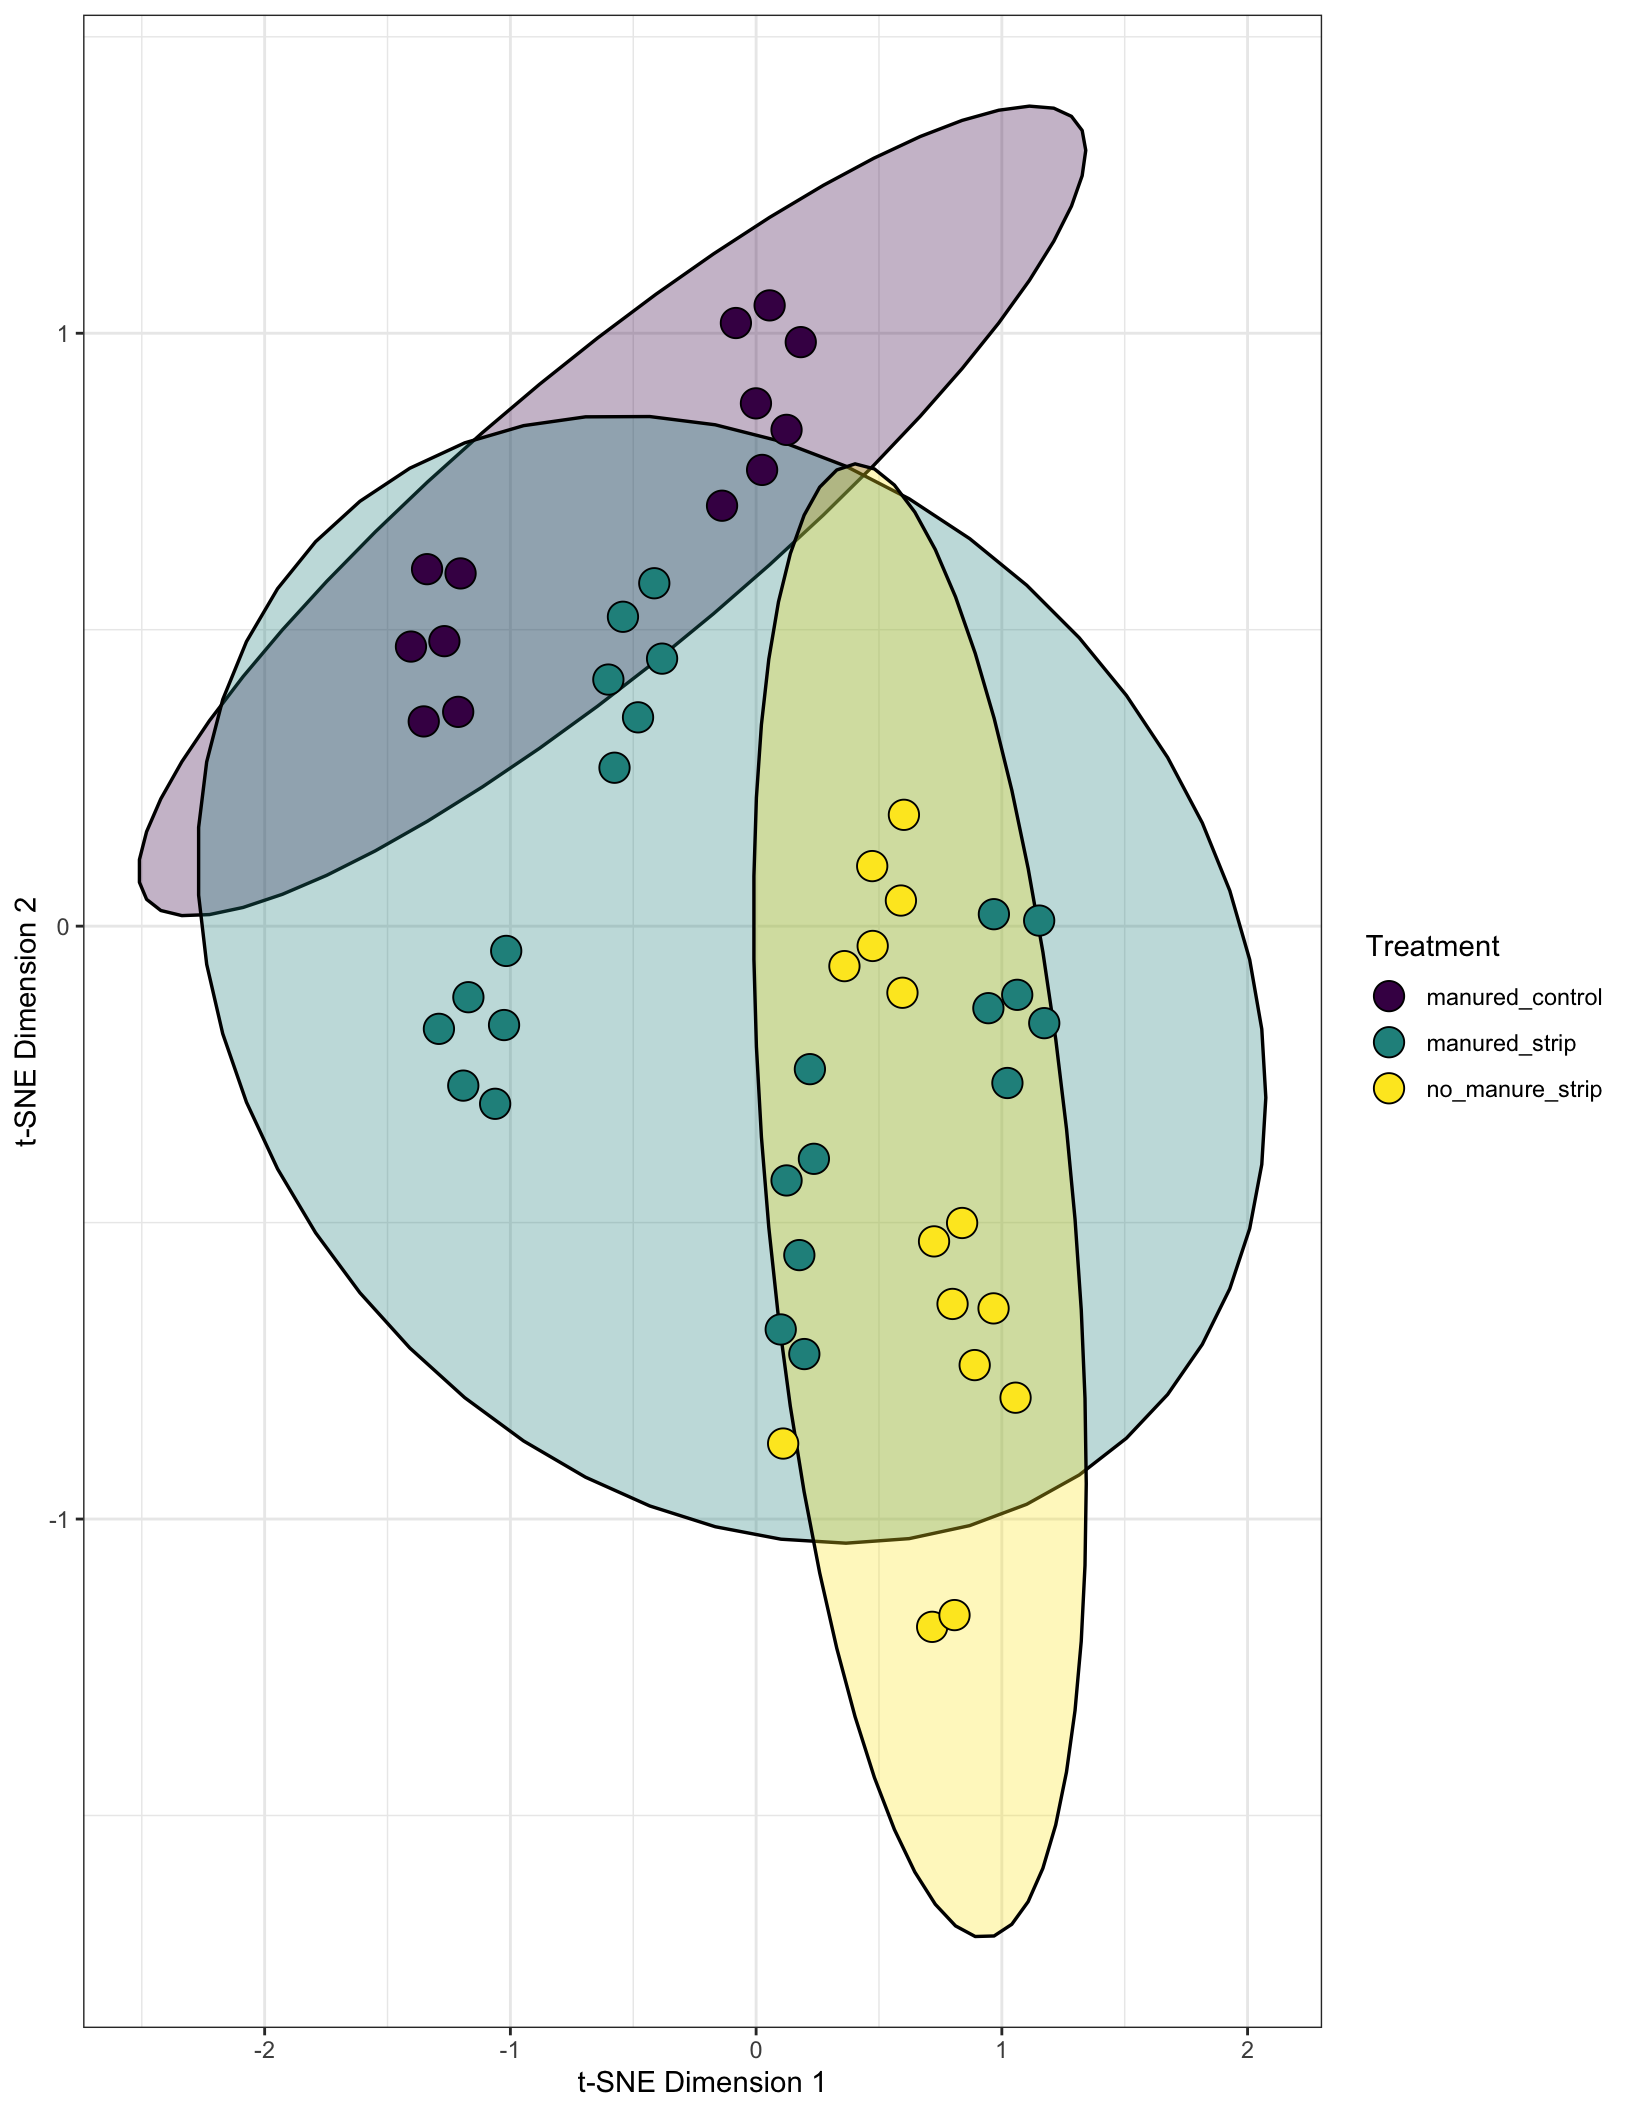 1
0
-1
-2
-1
0
1
2
t-SNE Dimension 1
t-SNE Dimension 2
Treatment
manured_control
manured_strip
no_manure_strip